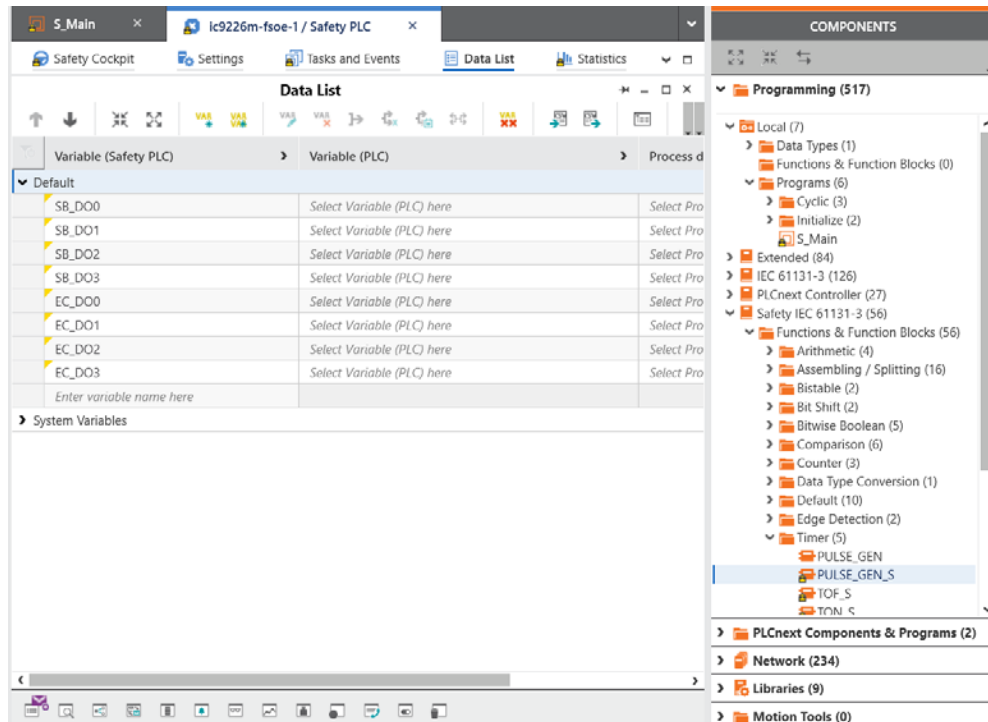 S_Main
ic9226m-fsoe-1 / Safety PLC
Safety Cockpit
Settings
Tasks and Events
Data List
Statistics
Data List
VAR
VAR
VAR
VAR
VAR
Variable (Safety PLC)
Variable (PLC)
Process d
Default
SB_DO0 Select Variable (PLC) here Select Pro
SB_DO1 Select Variable (PLC) here Select Pro
SB_DO2 Select Variable (PLC) here Select Pro
SB_DO3 Select Variable (PLC) here Select Pro
EC_DO0 Select Variable (PLC) here Select Pro
EC_DO1 Select Variable (PLC) here Select Pro
EC_DO2 Select Variable (PLC) here Select Pro
EC_DO3 Select Variable (PLC) here Select Pro
Enter variable name here
System Variables
COMPONENTS
Programming (517)
Local (7)
Data Types (1)
Functions & Function Blocks (0)
Programs (6)
Cyclic (3)
Initialize (2)
S_Main
Extended (84)
IEC 61131-3 (126)
PLCnext Controller (27)
Safety IEC 61131-3 (56)
Functions & Function Blocks (56)
Arithmetic (4)
Assembling / Splitting (16)
Bistable (2)
Bit Shift (2)
Bitwise Boolean (5)
Comparison (6)
Counter (3)
Data Type Conversion (1)
Default (10)
Edge Detection (2)
Timer (5)
PULSE_GEN
PULSE_GEN_S
TOF_S
TON_S
PLCnext Components & Programs (2)
Network (234)
Libraries (9)
Motion Tools (0)